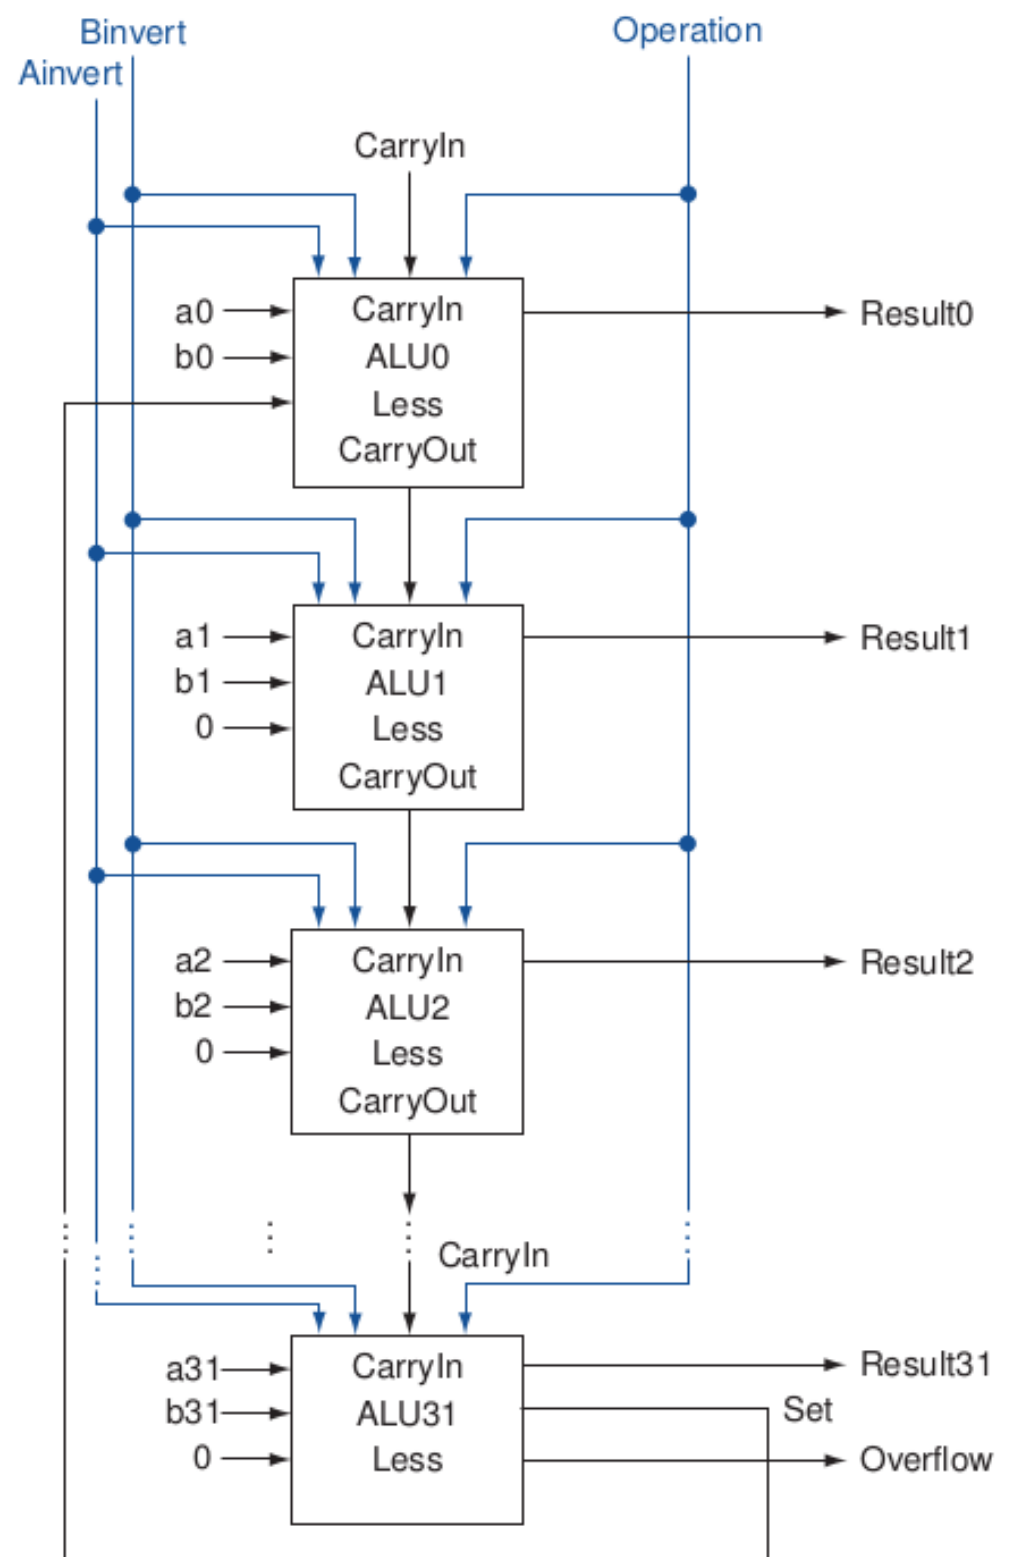 Binvert
Operation
Ainvert
CarryIn
a0
CarryIn
Result0
b0
ALU0
Less
CarryOut
a1
CarryIn
Result1
b1
ALU1
0
Less
CarryOut
a2
CarryIn
Result2
b2
ALU2
0
Less
CarryOut
CarryIn
a31
CarryIn
Result31
b31
ALU31
Set
0
Less
Overflow